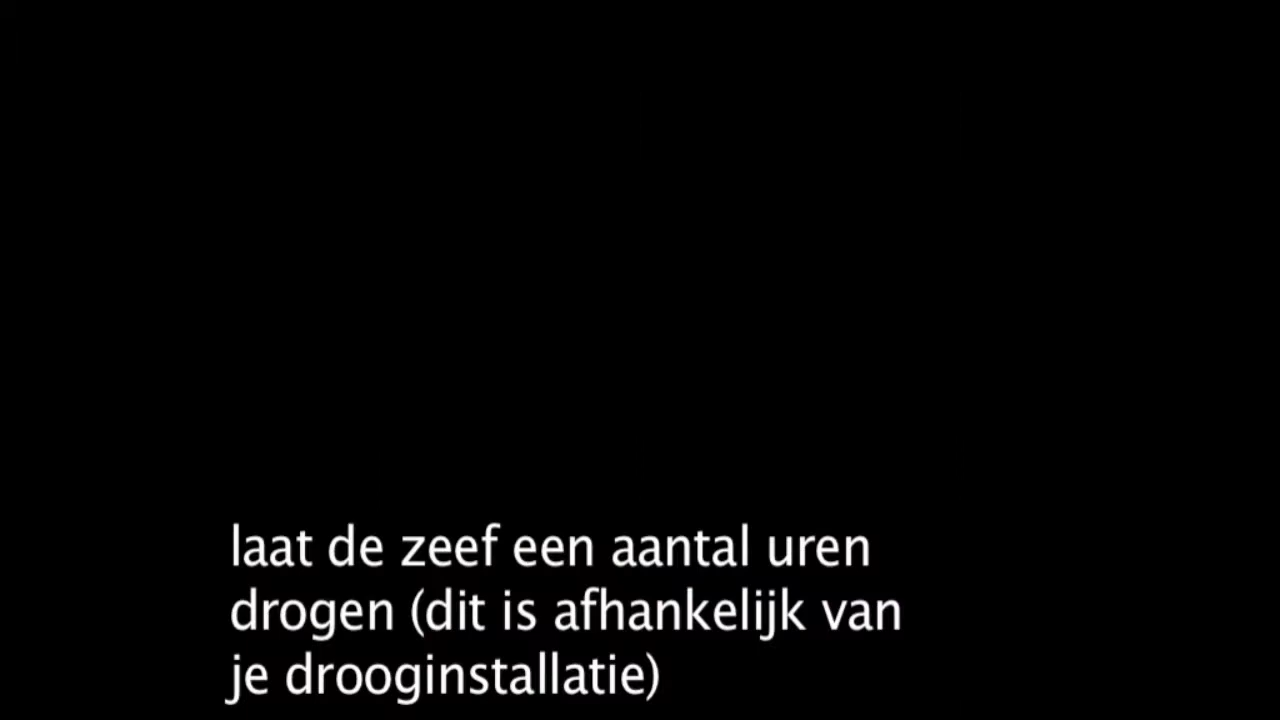 laat de zeef een aantal uren
drogen (dit is afhankelijk van
je drooginstallatie)